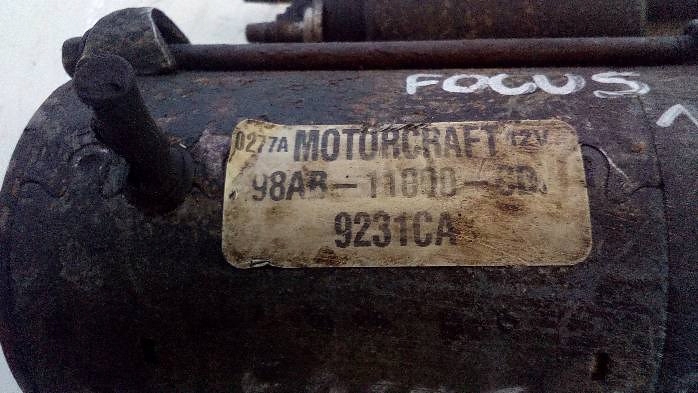 FOCUS
0277A MOTORCRAFT 12V
98AB-11000-CD
9231CA